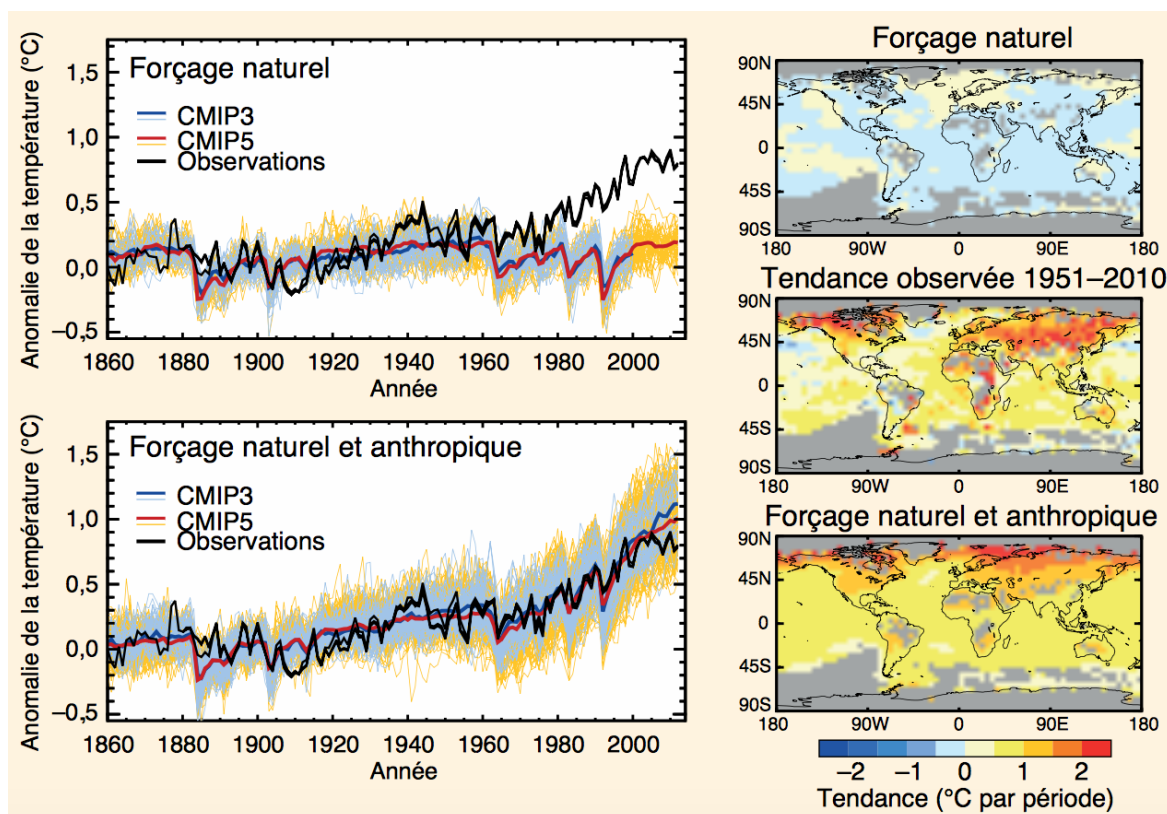 Forçage naturel
CMIP3
CMIP5
Observations
Anomalie de la température (°C)
1,5
1,0
0,5
0,0
–0,5
1860 1880 1900 1920 1940 1960 1980 2000
Année
Forçage naturel et anthropique
CMIP3
CMIP5
Observations
Anomalie de la température (°C)
1,5
1,0
0,5
0,0
–0,5
1860 1880 1900 1920 1940 1960 1980 2000
Année
Forçage naturel
90N
45N
0
45S
90S
180 90W 0 90E 180
Tendance observée 1951–2010
90N
45N
0
45S
90S
180 90W 0 90E 180
Forçage naturel et anthropique
90N
45N
0
45S
90S
180 90W 0 90E 180
–2 –1 0 1 2
Tendance (°C par période)